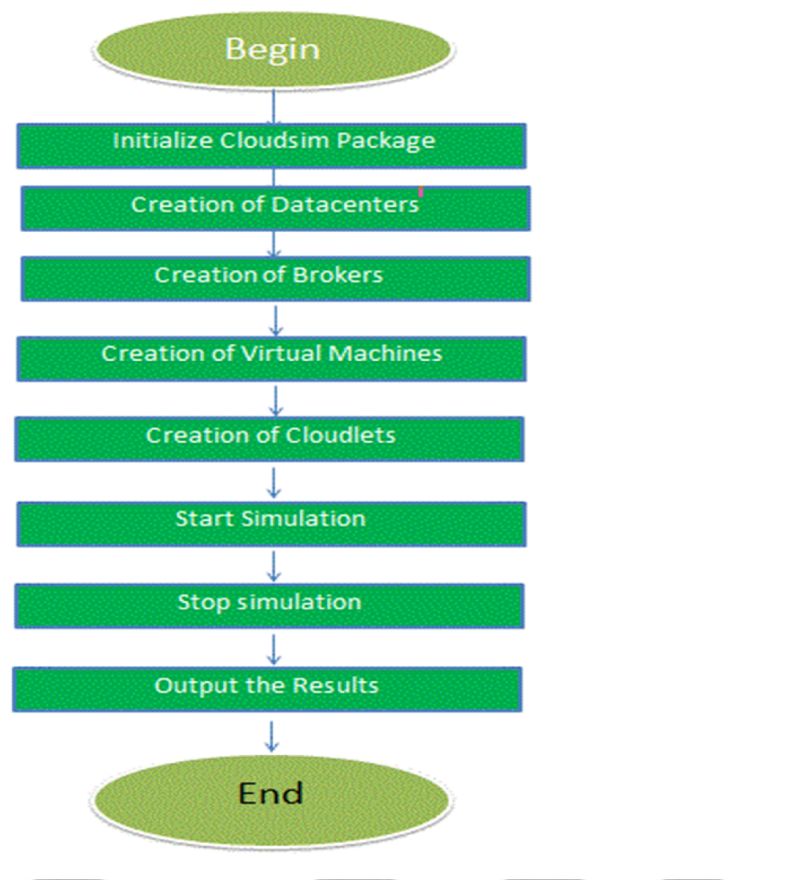 Begin
Initialize Cloudsim Package
Creation of Datacenters
Creation of Brokers
Creation of Virtual Machines
Creation of Cloudlets
Start Simulation
Stop simulation
Output the Results
End